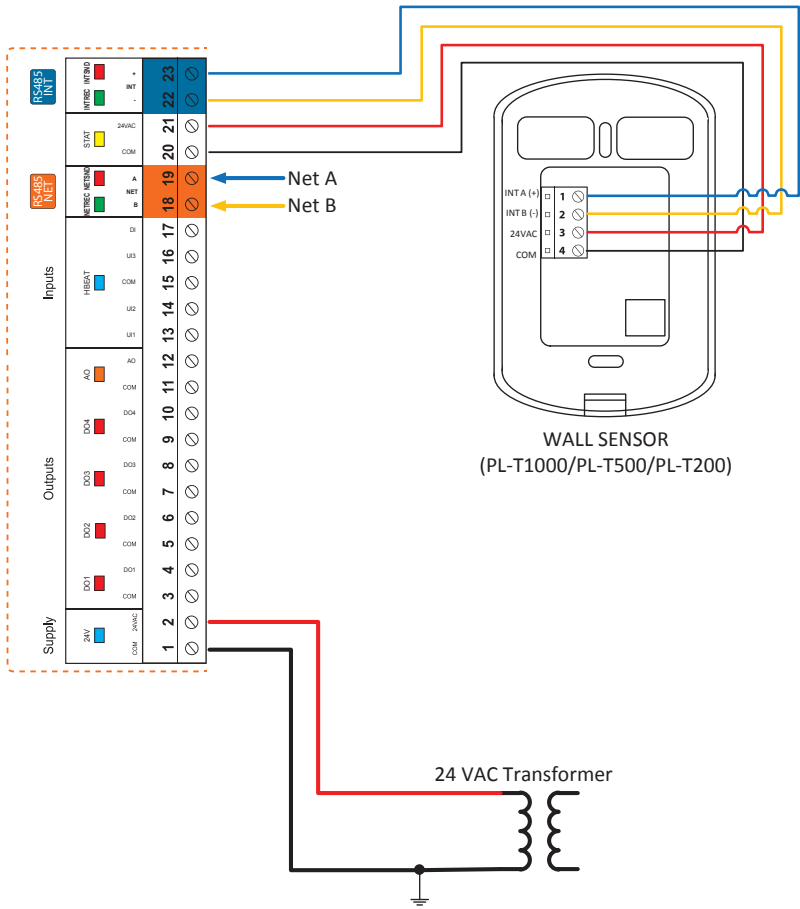 RS485 INT
INTREC INTSND
+
INT
-
23
22
STAT
24VAC
COM
21
20
RS485 NET
NETREC NETSND
A
NET
B
19
18
Net A
Net B
Inputs
HBEAT
DI
17
UI3
16
COM
15
UI2
14
UI1
13
Outputs
AO
AO
12
COM
11
DO4
DO4
10
COM
9
DO3
DO3
8
COM
7
DO2
DO2
6
COM
5
DO1
DO1
4
COM
3
Supply
24V
24VAC
2
COM
1
INT A (+)
1
INT B (-)
2
24VAC
3
COM
4
WALL SENSOR
(PL-T1000/PL-T500/PL-T200)
24 VAC Transformer